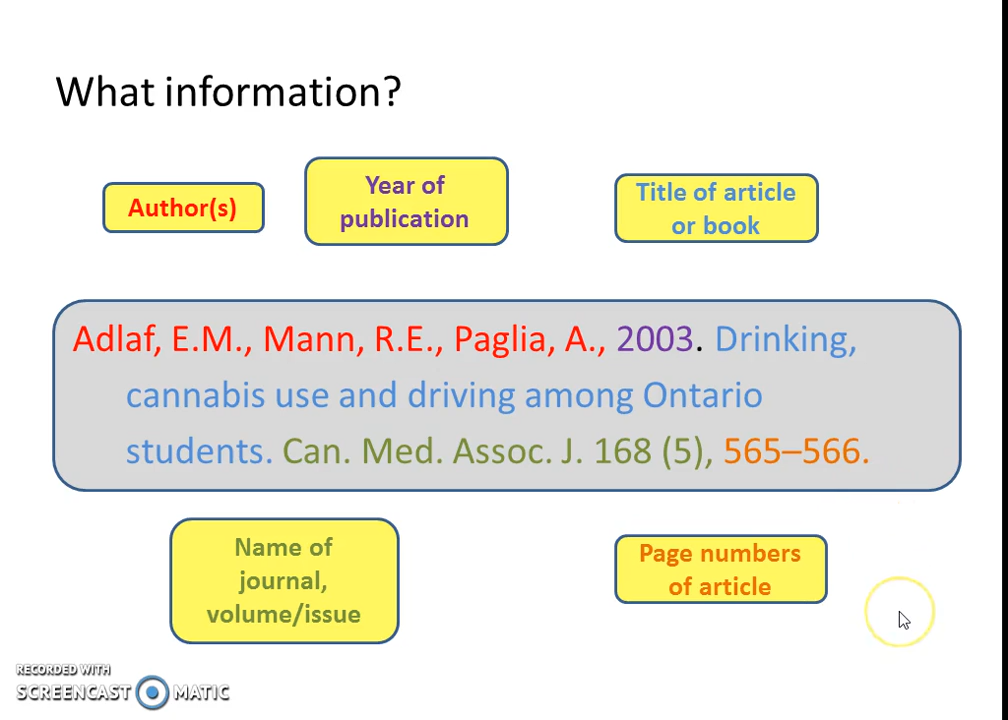 What information?
Author(s)
Year of
publication
Title of article
or book
Adlaf, E.M., Mann, R.E., Paglia, A., 2003. Drinking,
cannabis use and driving among Ontario
students. Can. Med. Assoc. J. 168 (5), 565–566.
Name of
journal,
volume/issue
Page numbers
of article
RECORDED WITH
SCREENCAST MATIC